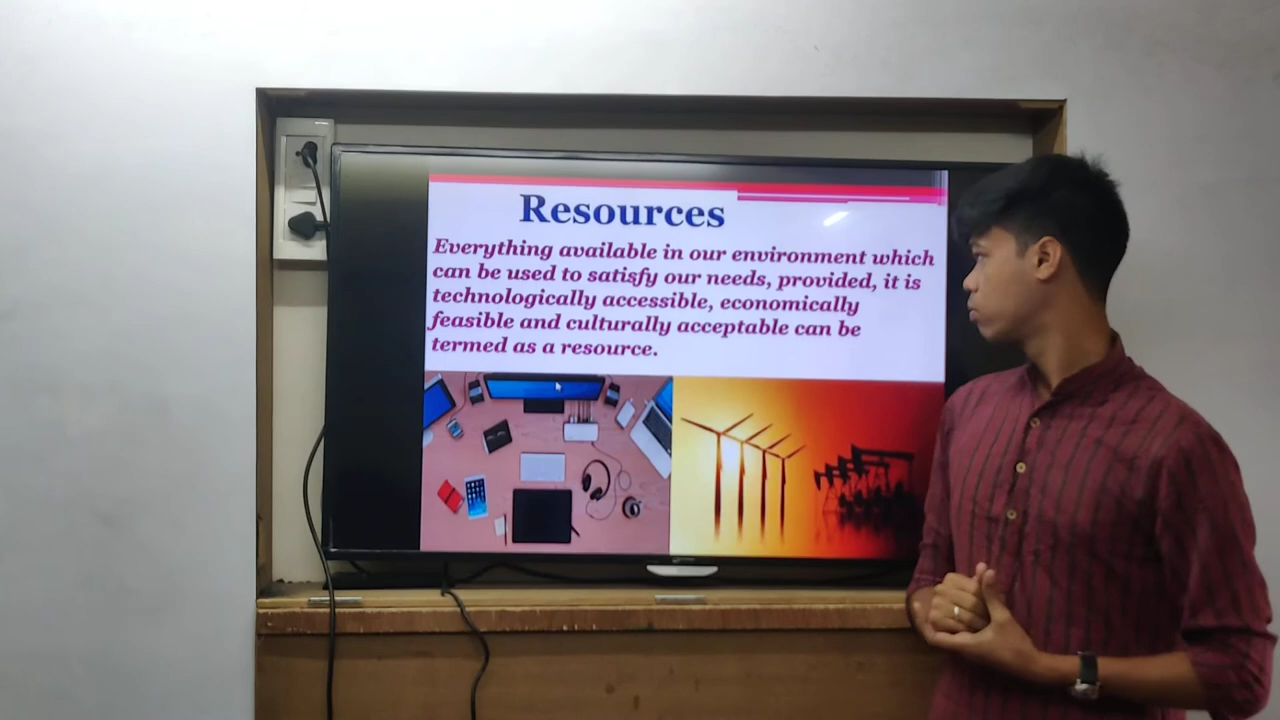 Resources
Everything available in our environment which
can be used to satisfy our needs, provided, it is
technologically accessible, economically
feasible and culturally acceptable can be
termed as a resource.